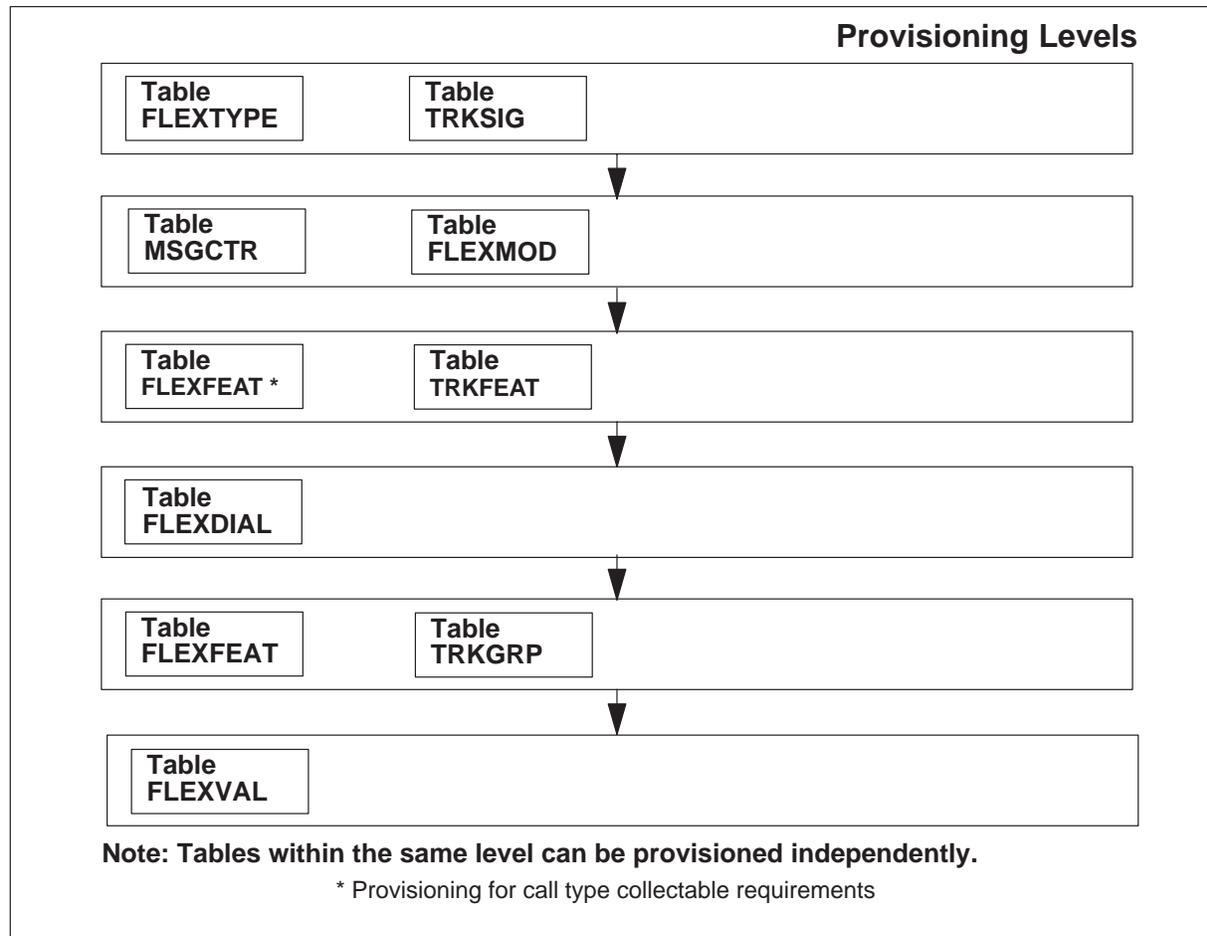 Provisioning Levels
Table
FLEXTYPE
Table
TRKSIG
Table
MSGCTR
Table
FLEXMOD
Table
FLEXFEAT *
Table
TRKFEAT
Table
FLEXDIAL
Table
FLEXFEAT
Table
TRKGRP
Table
FLEXVAL
Note: Tables within the same level can be provisioned independently.
* Provisioning for call type collectable requirements